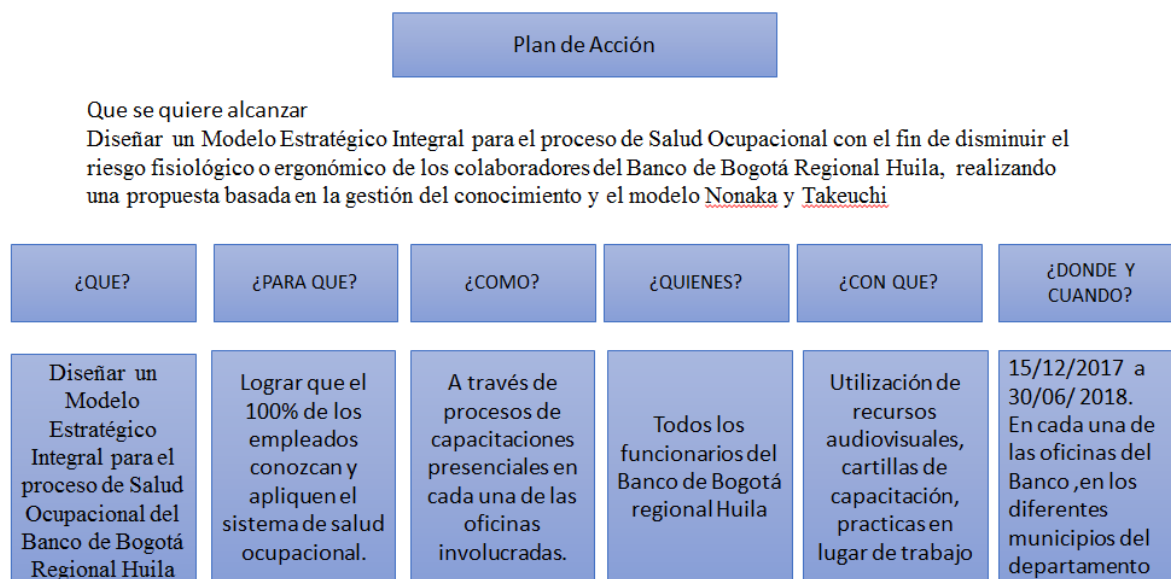 Plan de Acción
Que se quiere alcanzar
Diseñar un Modelo Estratégico Integral para el proceso de Salud Ocupacional con el fin de disminuir el
riesgo fisiológico o ergonómico de los colaboradores del Banco de Bogotá Regional Huila, realizando
una propuesta basada en la gestión del conocimiento y el modelo Nonaka y Takeuchi
¿QUE?
¿PARA QUE?
¿COMO?
¿QUIENES?
¿CON QUE?
¿DONDE Y
CUANDO?
Diseñar un
Modelo
Estratégico
Integral para el
proceso de Salud
Ocupacional del
Banco de Bogotá
Regional Huila
Lograr que el
100% de los
empleados
conozcan y
apliquen el
sistema de salud
ocupacional.
A través de
procesos de
capacitaciones
presenciales en
cada una de las
oficinas
involucradas.
Todos los
funcionarios del
Banco de Bogotá
regional Huila
Utilización de
recursos
audiovisuales,
cartillas de
capacitación,
practicas en
lugar de trabajo
15/12/2017 a
30/06/ 2018.
En cada una de
las oficinas del
Banco ,en los
diferentes
municipios del
departamento